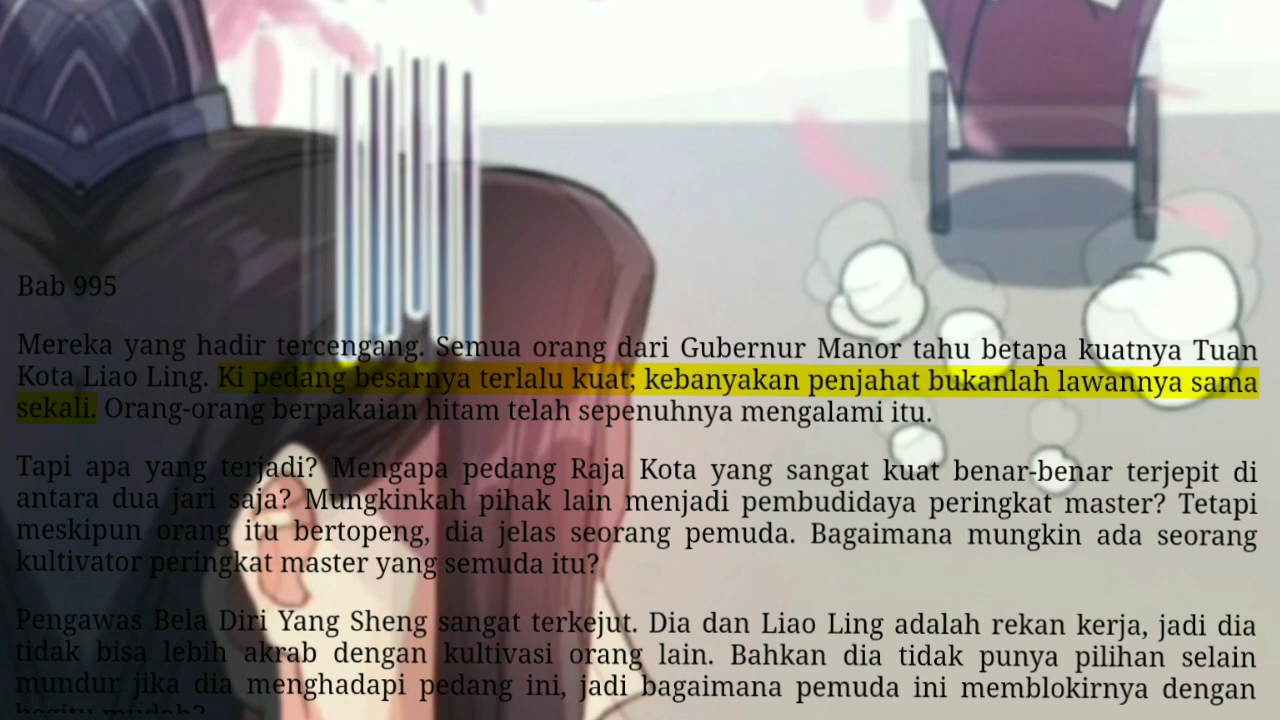 Bab 995
Mereka yang hadir tercengang. Semua orang dari Gubernur Manor tahu betapa kuatnya Tuan
Kota Liao Ling. Ki pedang besarnya terlalu kuat; kebanyakan penjahat bukanlah lawannya sama
sekali. Orang-orang berpakaian hitam telah sepenuhnya mengalami itu.
Tapi apa yang terjadi? Mengapa pedang Raja Kota yang sangat kuat benar-benar terjepit di
antara dua jari saja? Mungkinkah pihak lain menjadi pembudidaya peringkat master? Tetapi
meskipun orang itu bertopeng, dia jelas seorang pemuda. Bagaimana mungkin ada seorang
kultivator peringkat master yang semuda itu?
Pengawas Bela Diri Yang Sheng sangat terkejut. Dia dan Liao Ling adalah rekan kerja, jadi dia
tidak bisa lebih akrab dengan kultivasi orang lain. Bahkan dia tidak punya pilihan selain
mundur jika dia menghadapi pedang ini, jadi bagaimana pemuda ini memblokirnya dengan
begitu mudah?